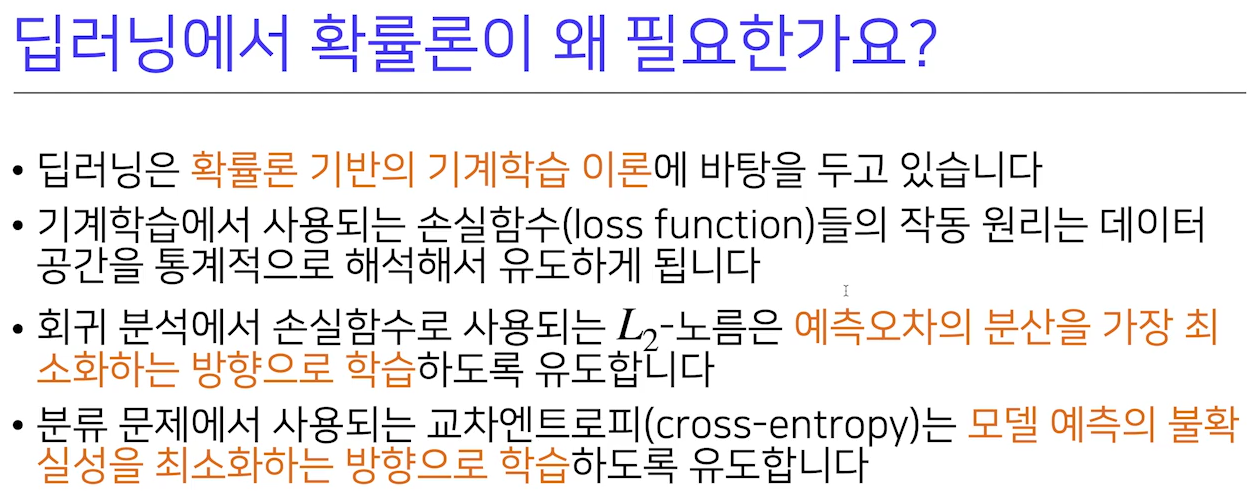 딥러닝에서 확률론이 왜 필요한가요?
• 딥러닝은 확률론 기반의 기계학습 이론에 바탕을 두고 있습니다
• 기계학습에서 사용되는 손실함수(loss function)들의 작동 원리는 데이터
공간을 통계적으로 해석해서 유도하게 됩니다
• 회귀 분석에서 손실함수로 사용되는 L₂-노름은 예측오차의 분산을 가장 최
소화하는 방향으로 학습하도록 유도합니다
• 분류 문제에서 사용되는 교차엔트로피(cross-entropy)는 모델 예측의 불확
실성을 최소화하는 방향으로 학습하도록 유도합니다